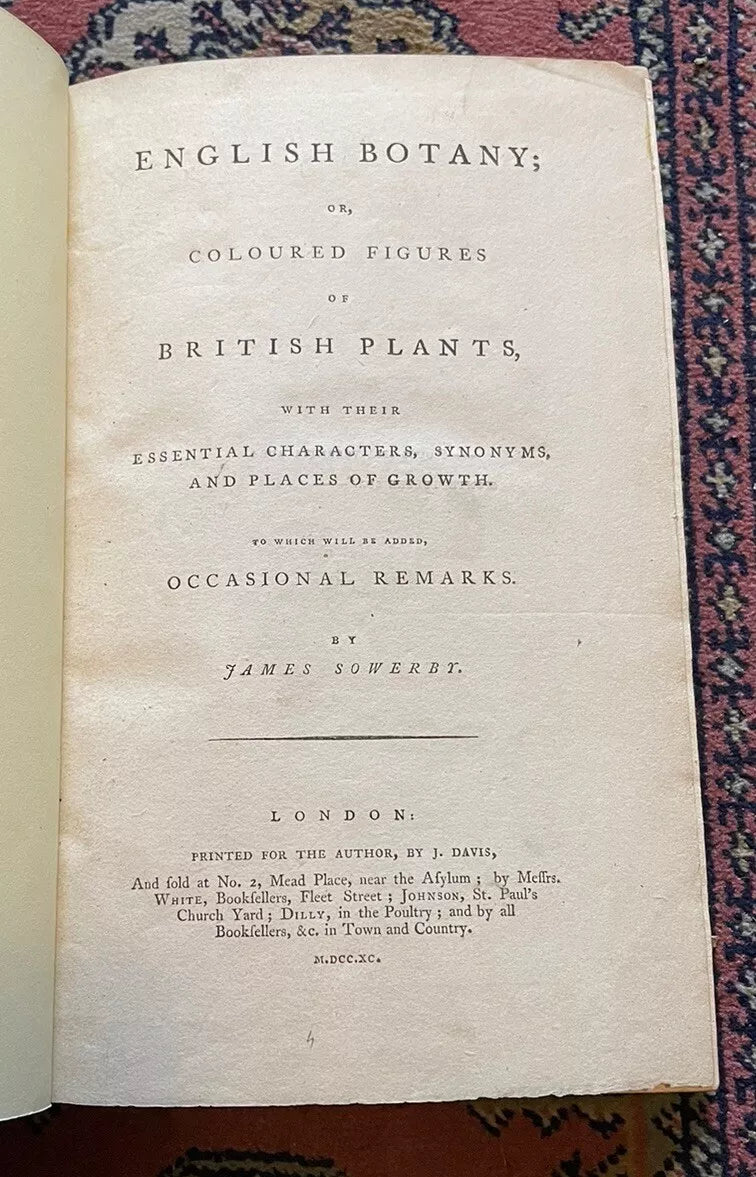 ENGLISH BOTANY;
OR,
COLOURED FIGURES
OF
BRITISH PLANTS,
WITH THEIR
ESSENTIAL CHARACTERS, SYNONYMS,
AND PLACES OF GROWTH.
TO WHICH WILL BE ADDED,
OCCASIONAL REMARKS.
BY
JAMES SOWERBY.
LONDON:
PRINTED FOR THE AUTHOR, BY J. DAVIS,
And ſold at No. 2, Mead Place, near the Aſylum; by Meſſrs.
WHITE, Bookſellers, Fleet Street; JOHNSON, St. Paul's
Church Yard; DILLY, in the Poultry; and by all
Bookſellers, &c. in Town and Country.
M.DCC.XC.